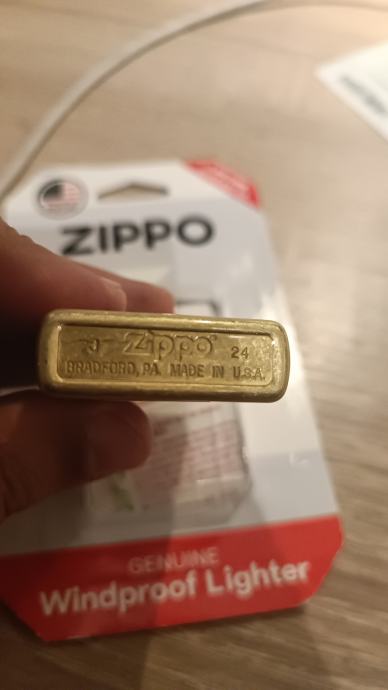 ZIPPO
Zippo
24
BRADFORD, PA. MADE IN U.S.A.
GENUINE
Windproof Lighter